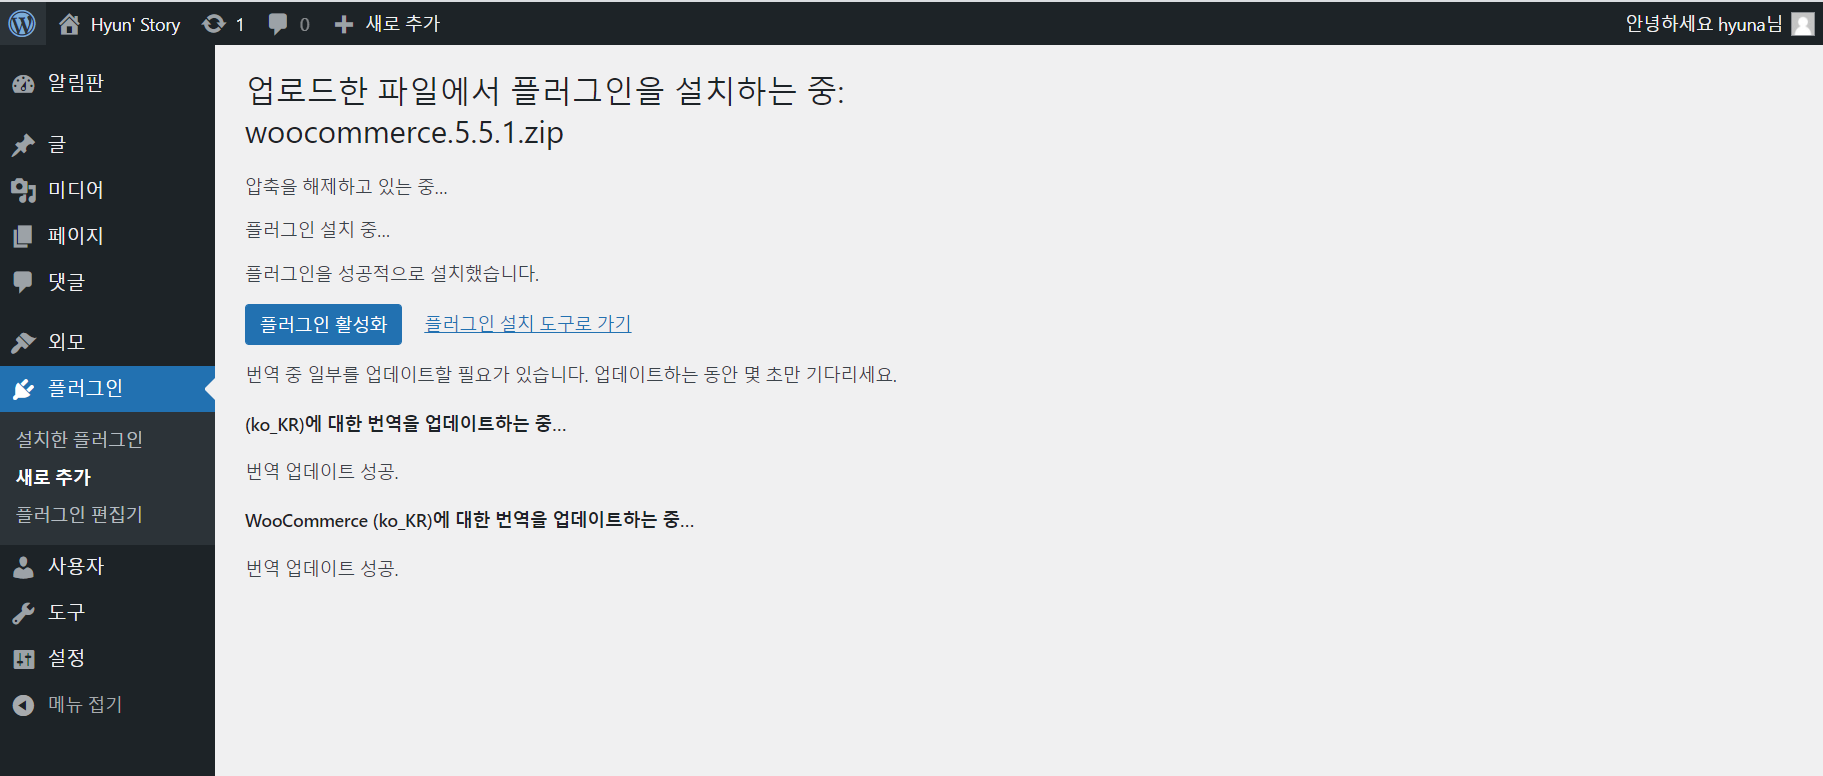 Hyun' Story 1 0 새로 추가 안녕하세요 hyuna님
알림판
글
미디어
페이지
댓글
외모
플러그인
설치한 플러그인
새로 추가
플러그인 편집기
사용자
도구
설정
메뉴 접기
업로드한 파일에서 플러그인을 설치하는 중:
woocommerce.5.5.1.zip
압축을 해제하고 있는 중…
플러그인 설치 중…
플러그인을 성공적으로 설치했습니다.
플러그인 활성화 플러그인 설치 도구로 가기
번역 중 일부를 업데이트할 필요가 있습니다. 업데이트하는 동안 몇 초만 기다리세요.
(ko_KR)에 대한 번역을 업데이트하는 중…
번역 업데이트 성공.
WooCommerce (ko_KR)에 대한 번역을 업데이트하는 중…
번역 업데이트 성공.